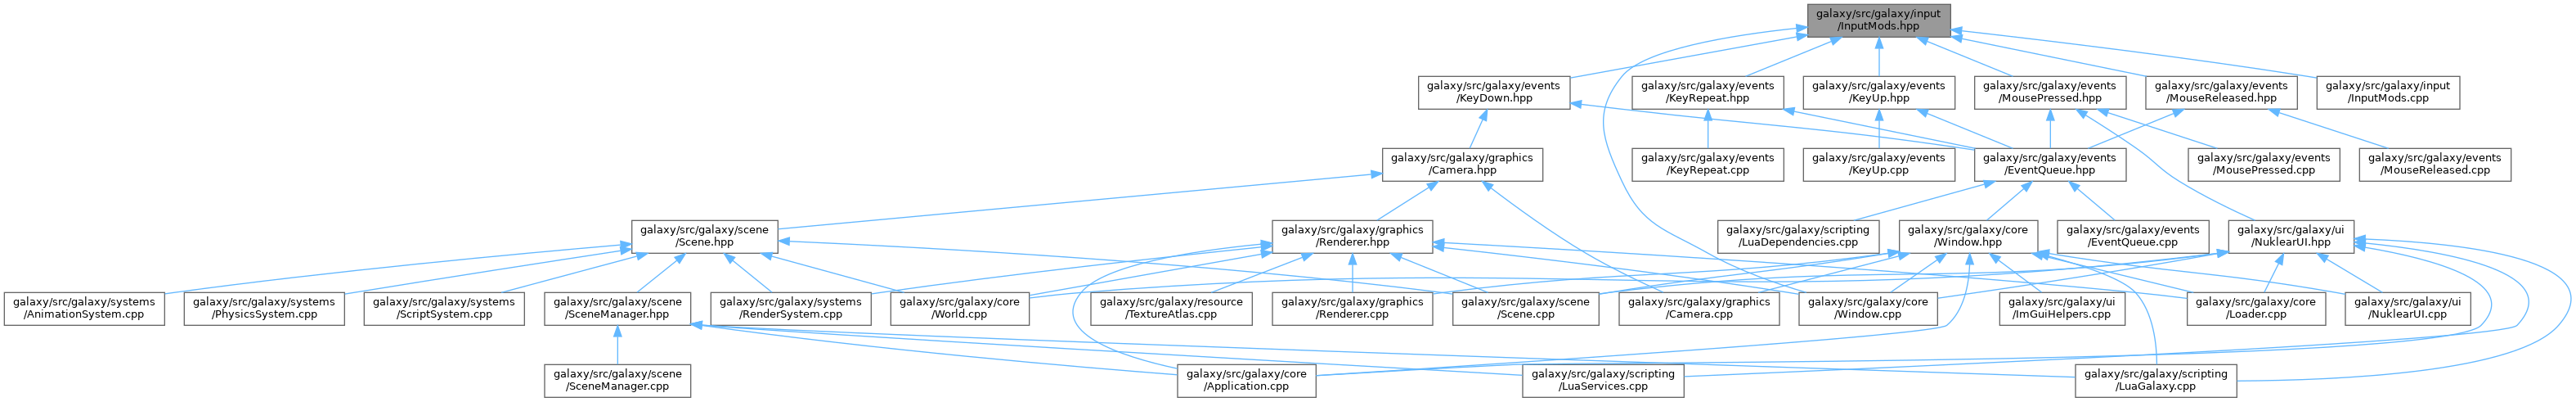 galaxy/src/galaxy/input
/InputMods.hpp
galaxy/src/galaxy/events
/KeyDown.hpp
galaxy/src/galaxy/events
/KeyRepeat.hpp
galaxy/src/galaxy/events
/KeyUp.hpp
galaxy/src/galaxy/events
/MousePressed.hpp
galaxy/src/galaxy/events
/MouseReleased.hpp
galaxy/src/galaxy/input
/InputMods.cpp
galaxy/src/galaxy/graphics
/Camera.hpp
galaxy/src/galaxy/events
/KeyRepeat.cpp
galaxy/src/galaxy/events
/KeyUp.cpp
galaxy/src/galaxy/events
/EventQueue.hpp
galaxy/src/galaxy/events
/MousePressed.cpp
galaxy/src/galaxy/events
/MouseReleased.cpp
galaxy/src/galaxy/scene
/Scene.hpp
galaxy/src/galaxy/graphics
/Renderer.hpp
galaxy/src/galaxy/scripting
/LuaDependencies.cpp
galaxy/src/galaxy/core
/Window.hpp
galaxy/src/galaxy/events
/EventQueue.cpp
galaxy/src/galaxy/ui
/NuklearUI.hpp
galaxy/src/galaxy/systems
/AnimationSystem.cpp
galaxy/src/galaxy/systems
/PhysicsSystem.cpp
galaxy/src/galaxy/systems
/ScriptSystem.cpp
galaxy/src/galaxy/scene
/SceneManager.hpp
galaxy/src/galaxy/systems
/RenderSystem.cpp
galaxy/src/galaxy/core
/World.cpp
galaxy/src/galaxy/resource
/TextureAtlas.cpp
galaxy/src/galaxy/graphics
/Renderer.cpp
galaxy/src/galaxy/scene
/Scene.cpp
galaxy/src/galaxy/graphics
/Camera.cpp
galaxy/src/galaxy/core
/Window.cpp
galaxy/src/galaxy/ui
/ImGuiHelpers.cpp
galaxy/src/galaxy/core
/Loader.cpp
galaxy/src/galaxy/ui
/NuklearUI.cpp
galaxy/src/galaxy/scene
/SceneManager.cpp
galaxy/src/galaxy/core
/Application.cpp
galaxy/src/galaxy/scripting
/LuaServices.cpp
galaxy/src/galaxy/scripting
/LuaGalaxy.cpp